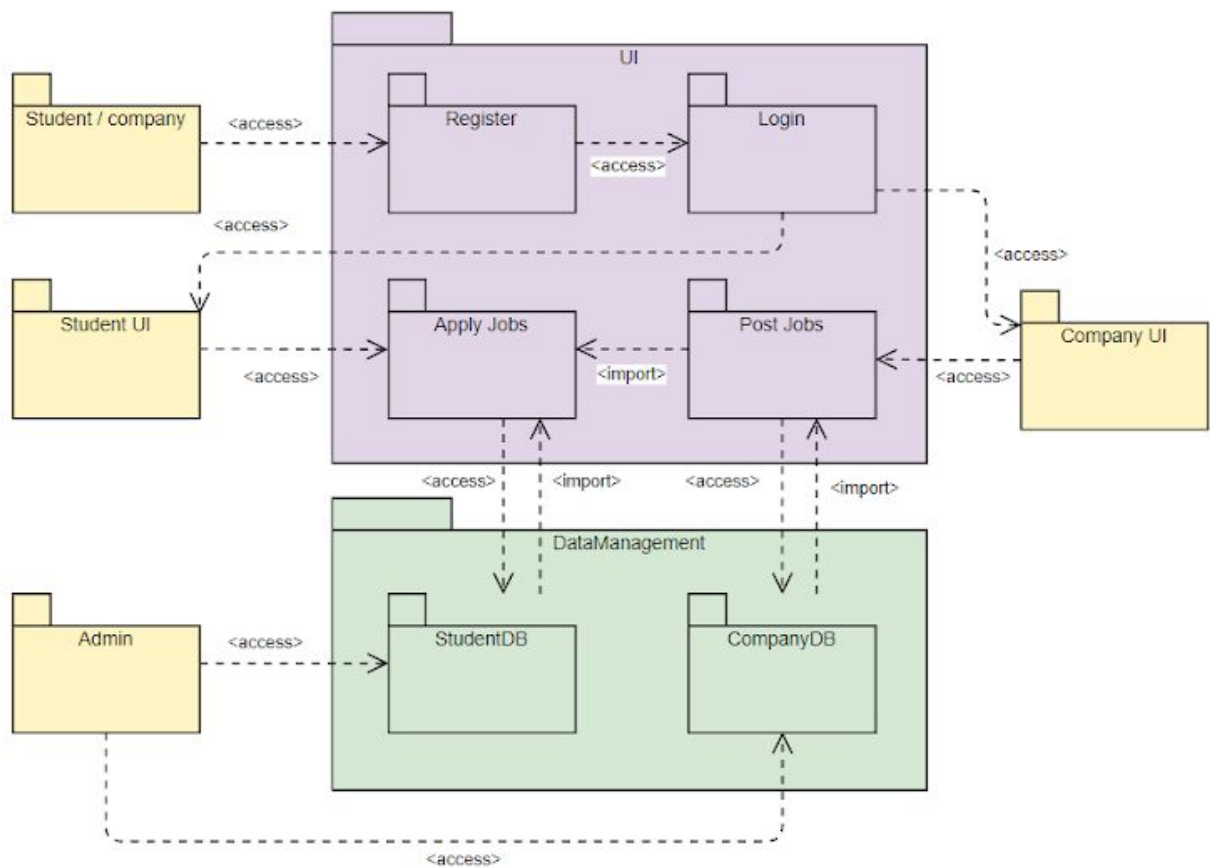 UI
Student / company
<access>
Register
<access>
Login
<access>
<access>
Student UI
<access>
Apply Jobs
<import>
Post Jobs
<access>
Company UI
<access>
<import>
<access>
<import>
DataManagement
Admin
<access>
StudentDB
CompanyDB
<access>